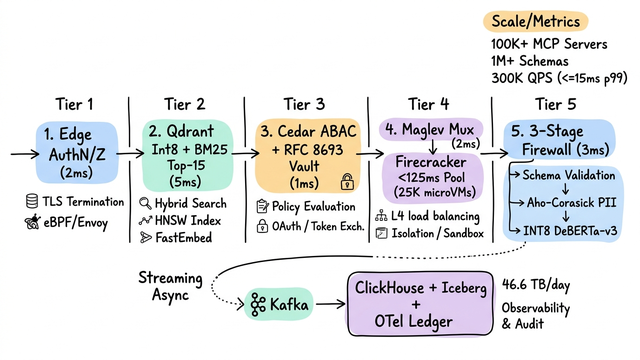 Scale/Metrics
100K+ MCP Servers
1M+ Schemas
300K QPS (<=15ms p99)
Tier 1
Tier 2
Tier 3
Tier 4
Tier 5
1. Edge
AuthN/Z
(2ms)
TLS Termination
eBPF/Envoy
2. Qdrant
Int8 + BM25
Top-15
(5ms)
Hybrid Search
HNSW Index
FastEmbed
3. Cedar ABAC
+ RFC 8693
Vault
(1ms)
Policy Evaluation
OAuth / Token Exch.
4. Maglev Mux
(2ms)
Firecracker
<125ms Pool
(25K microVMs)
L4 load balancing
Isolation / Sandbox
5. 3-Stage
Firewall (3ms)
Schema Validation
Aho-Corasick PII
INT8 DeBERTa-v3
Streaming
Async
Kafka
ClickHouse + Iceberg
+
OTel Ledger
46.6 TB/day
Observability
& Audit